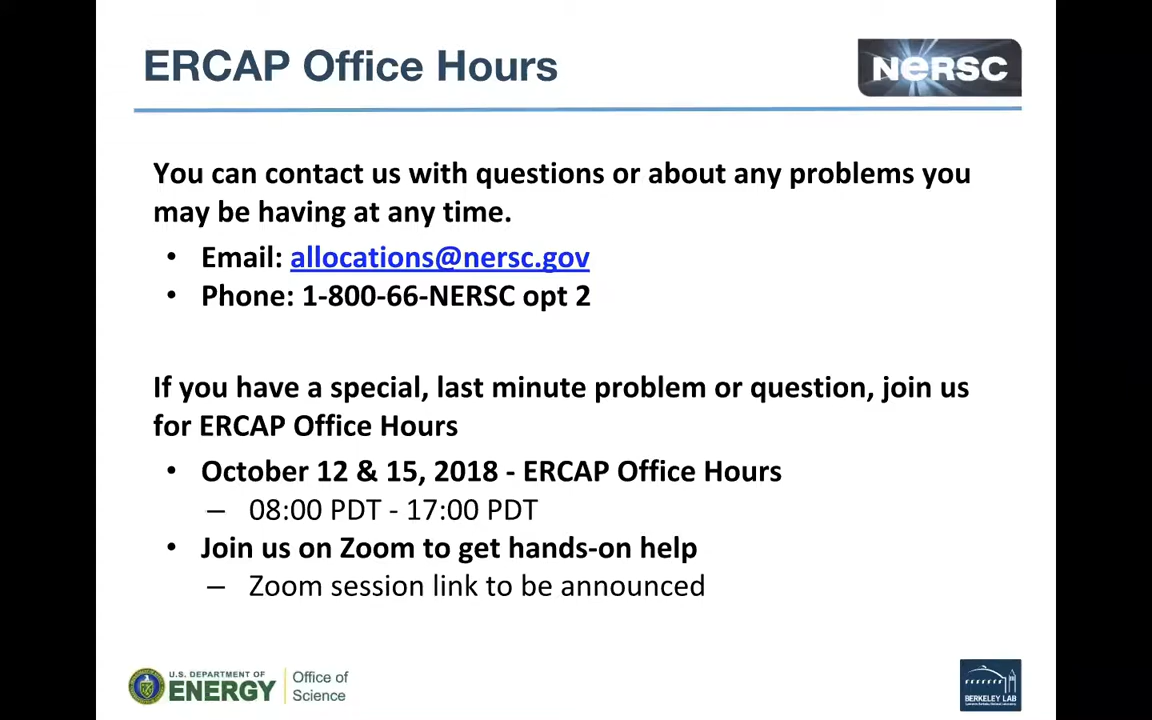 ERCAP Office Hours
NERSC
You can contact us with questions or about any problems you
may be having at any time.
• Email: allocations@nersc.gov
• Phone: 1-800-66-NERSC opt 2
If you have a special, last minute problem or question, join us
for ERCAP Office Hours
• October 12 & 15, 2018 - ERCAP Office Hours
– 08:00 PDT - 17:00 PDT
• Join us on Zoom to get hands-on help
– Zoom session link to be announced
U.S. DEPARTMENT OF
ENERGY
Office of
Science
BERKELEY LAB